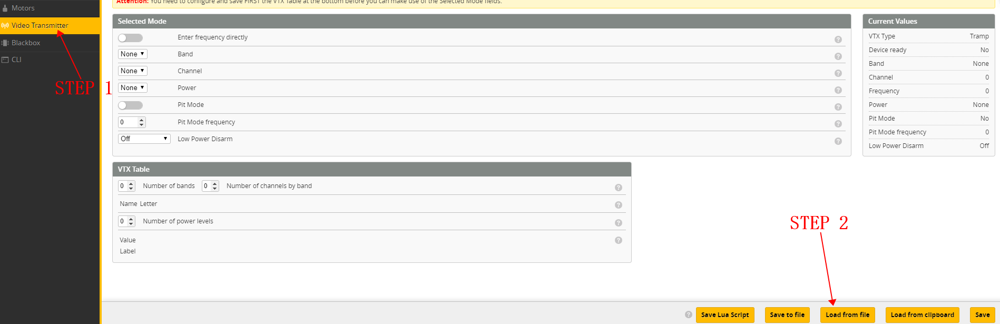 Attention: You need to configure and save FIRST the VTX Table at the bottom before you can make use of the Selected Mode fields.
Motors
Video Transmitter
Blackbox
CLI
STEP 1
Selected Mode
Enter frequency directly
None Band
None Channel
None Power
Pit Mode
0 Pit Mode frequency
Off Low Power Disarm
Current Values
VTX Type Tramp
Device ready No
Band None
Channel 0
Frequency 0
Power None
Pit Mode No
Pit Mode frequency 0
Low Power Disarm Off
VTX Table
0 Number of bands 0 Number of channels by band
Name Letter
0 Number of power levels
Value
Label
STEP 2
Save Lua Script Save to file Load from file Load from clipboard Save